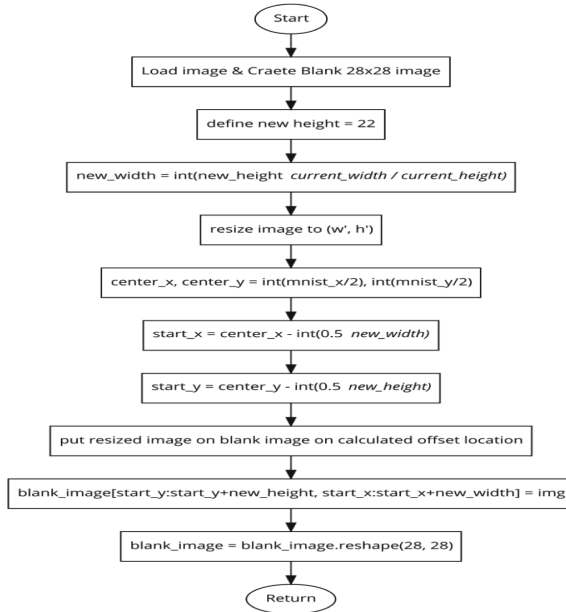 Start
Load image & Craete Blank 28x28 image
define new height = 22
new_width = int(new_height current_width / current_height)
resize image to (w', h')
center_x, center_y = int(mnist_x/2), int(mnist_y/2)
start_x = center_x - int(0.5 new_width)
start_y = center_y - int(0.5 new_height)
put resized image on blank image on calculated offset location
blank_image[start_y:start_y+new_height, start_x:start_x+new_width] = img
blank_image = blank_image.reshape(28, 28)
Return